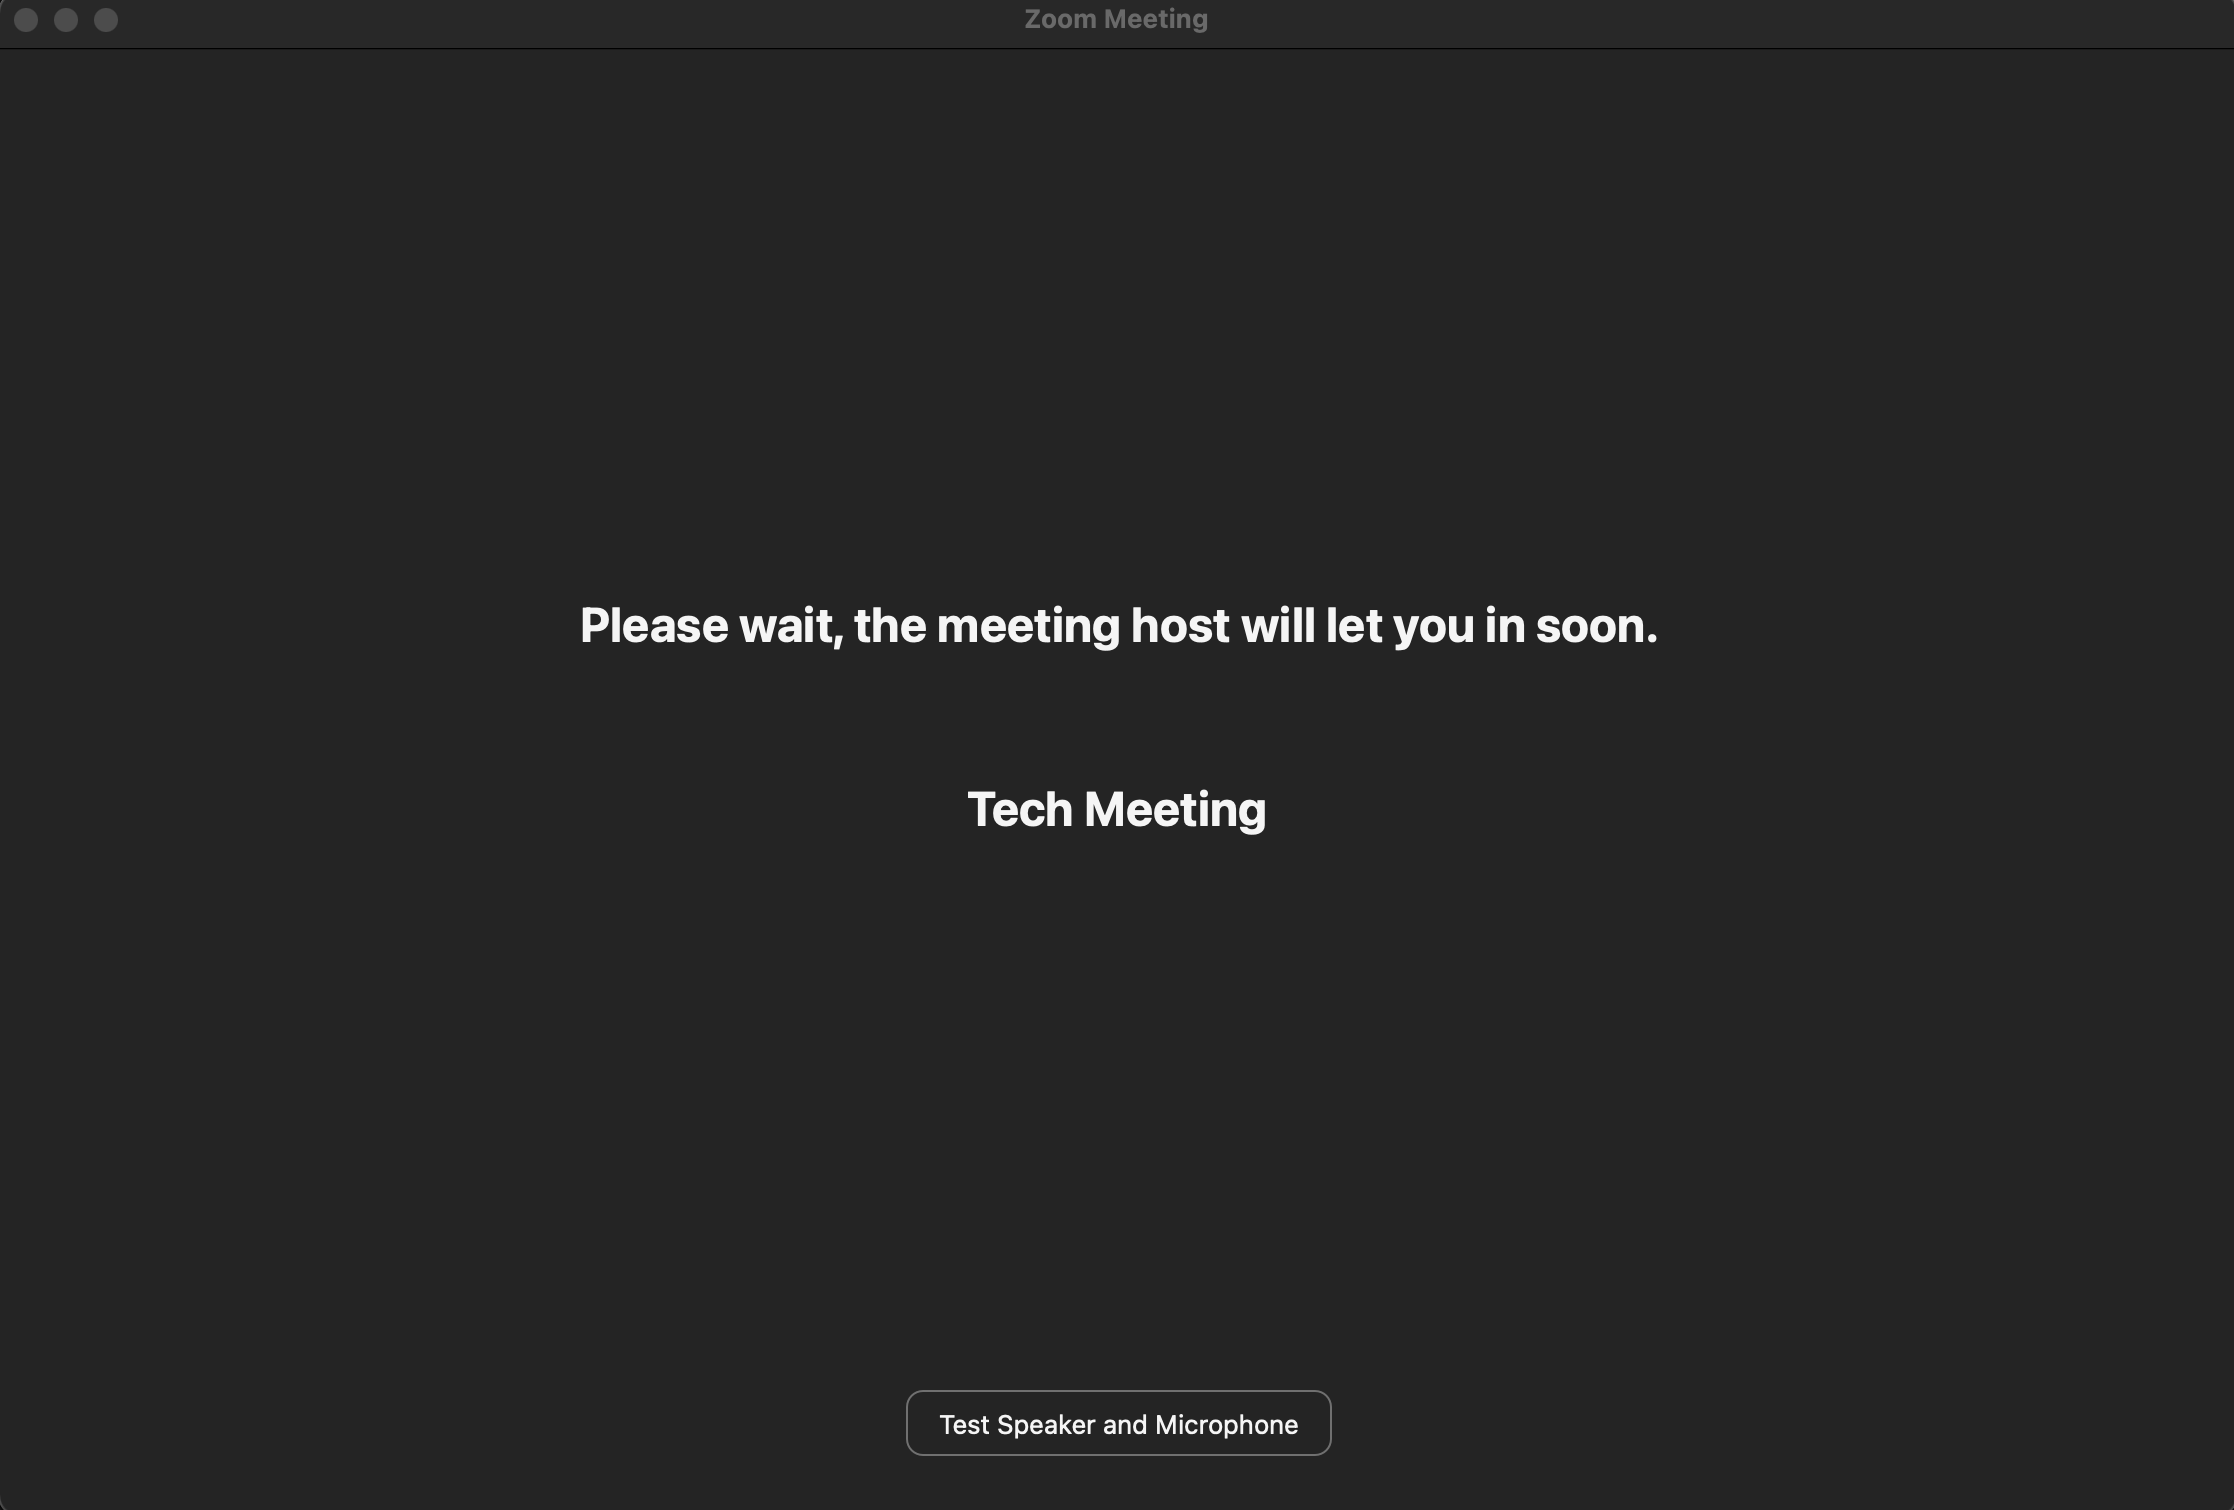 Zoom Meeting
Please wait, the meeting host will let you in soon.
Tech Meeting
Test Speaker and Microphone